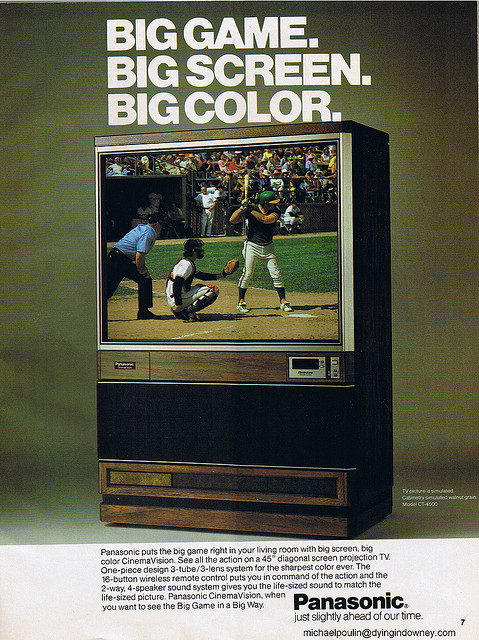 BIG GAME.
BIG SCREEN.
BIG COLOR.
Panasonic
TV picture is simulated
Cabinetry simulated walnut grain
Model CT-4500
Panasonic puts the big game right in your living room with big screen, big
color CinemaVision. See all the action on a 45" diagonal screen projection TV.
One-piece design 3-tube/3-lens system for the sharpest color ever. The
16-button wireless remote control puts you in command of the action and the
2-way, 4-speaker sound system gives you the life-sized sound to match the
life-sized picture. Panasonic CinemaVision, when
you want to see the Big Game in a Big Way.
Panasonic®
just slightly ahead of our time.
7
michaelpoulin@dyingindowney.com